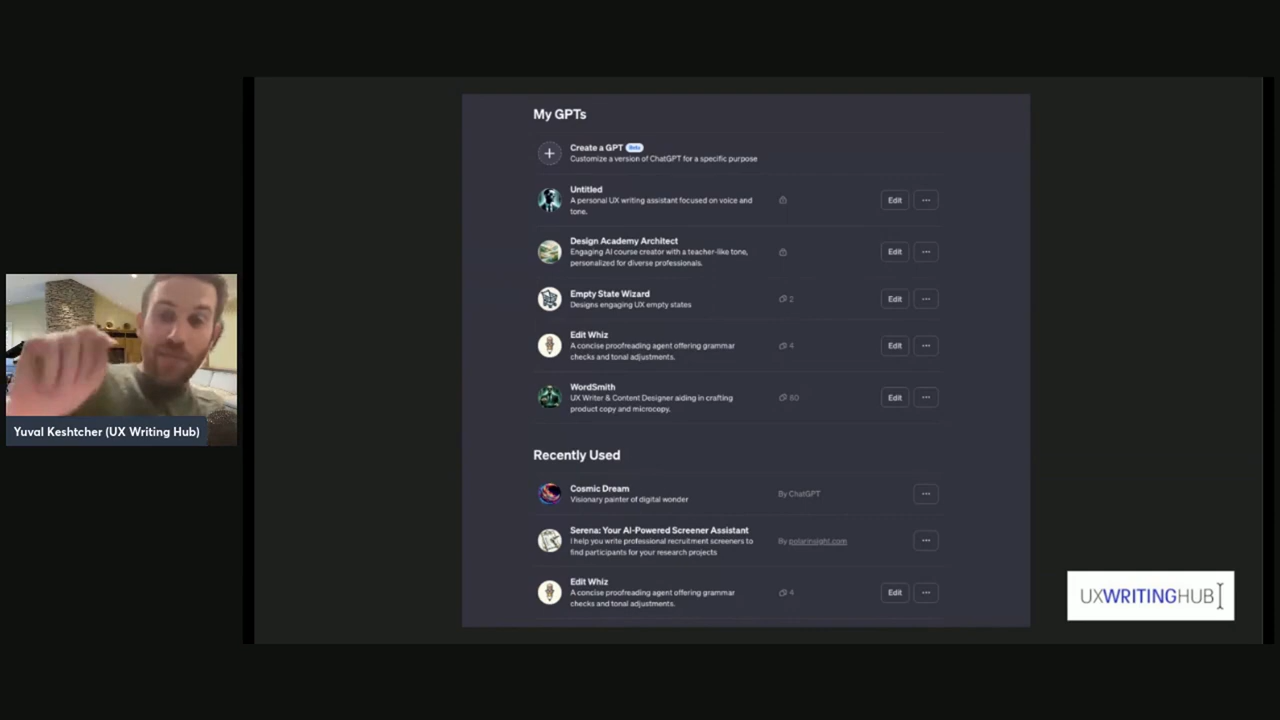 My GPTs
Create a GPT Beta
Customize a version of ChatGPT for a specific purpose
Untitled
A personal UX writing assistant focused on voice and
tone.
Edit
Design Academy Architect
Engaging AI course creator with a teacher-like tone,
personalized for diverse professionals.
Edit
Empty State Wizard
Designs engaging UX empty states
2
Edit
Edit Whiz
A concise proofreading agent offering grammar
checks and tonal adjustments.
4
Edit
WordSmith
UX Writer & Content Designer aiding in crafting
product copy and microcopy.
80
Edit
Recently Used
Cosmic Dream
Visionary painter of digital wonder
By ChatGPT
Serena: Your AI-Powered Screener Assistant
I help you write professional recruitment screeners to
find participants for your research projects
By polarinsight.com
Edit Whiz
A concise proofreading agent offering grammar
checks and tonal adjustments.
4
Edit
Yuval Keshtcher (UX Writing Hub)
UXWRITINGHUB